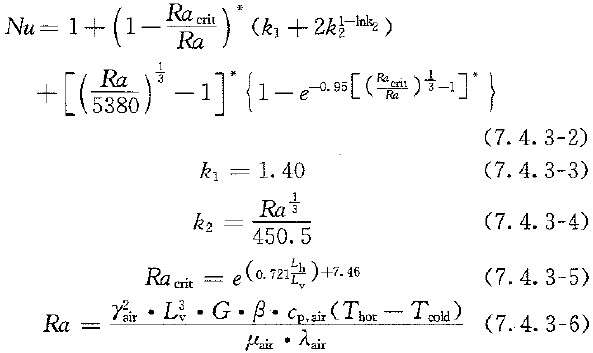 Nu = 1 + (1 - Ra_crit / Ra)^* (k_1 + 2k_2^{1-lnk_2})
+ [(Ra / 5380)^{1/3} - 1]^* {1 - e^{-0.95[(Ra_crit / Ra)^{1/3} - 1]^*}}
(7.4.3-2)
k_1 = 1.40 (7.4.3-3)
k_2 = Ra^{1/3} / 450.5 (7.4.3-4)
Ra_crit = e^{(0.721 L_h / L_v) + 7.46} (7.4.3-5)
Ra = γ_air^2 • L_v^3 • G • β • c_{p,air}(T_hot - T_cold) / μ_air • λ_air (7.4.3-6)